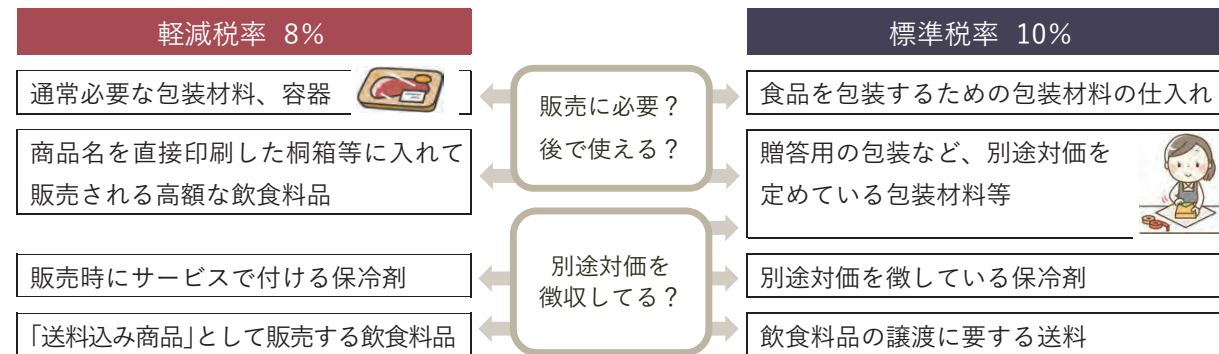 軽減税率 8%
通常必要な包装材料、容器
商品名を直接印刷した桐箱等に入れて
販売される高額な飲食料品
販売時にサービスで付ける保冷剤
「送料込み商品」として販売する飲食料品
販売に必要?
後で使える?
別途対価を
徴収してる?
標準税率 10%
食品を包装するための包装材料の仕入れ
贈答用の包装など、別途対価を
定めている包装材料等
別途対価を徴している保冷剤
飲食料品の譲渡に要する送料